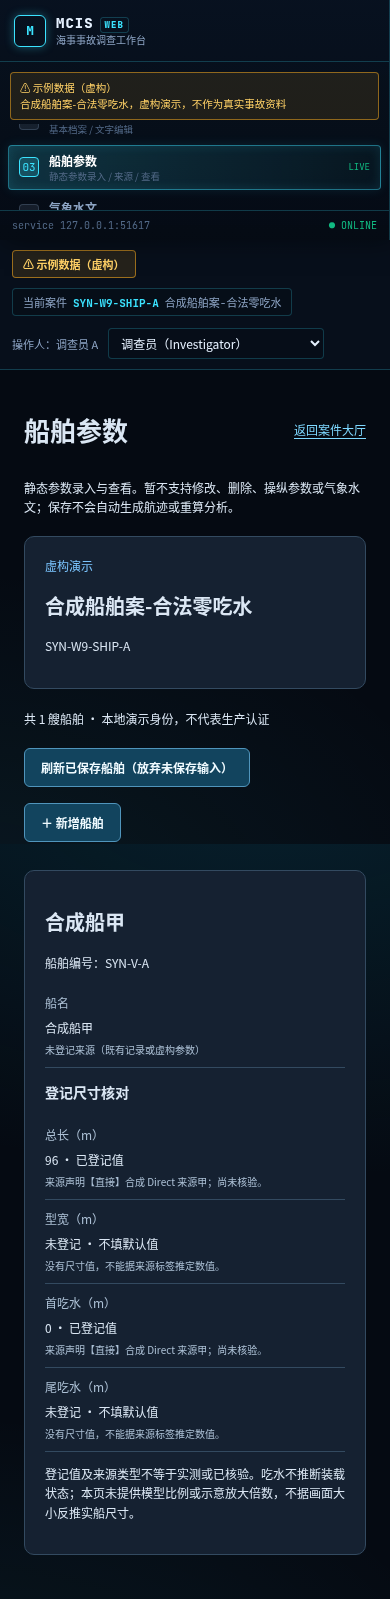 M
MCIS WEB
海事事故调查工作台
⚠ 示例数据（虚构）
合成船舶案-合法零吃水，虚构演示，不作为真实事故资料
基本档案 / 文字编辑
03 船舶参数 LIVE
静态参数录入 / 来源 / 查看
气象水文
service 127.0.0.1:51617 ● ONLINE
⚠ 示例数据（虚构）
当前案件 SYN-W9-SHIP-A 合成船舶案-合法零吃水
操作人：调查员 A 调查员（Investigator）
船舶参数 返回案件大厅
静态参数录入与查看。暂不支持修改、删除、操纵参数或气象水
文；保存不会自动生成航迹或重算分析。
虚构演示
合成船舶案-合法零吃水
SYN-W9-SHIP-A
共 1 艘船舶 · 本地演示身份，不代表生产认证
刷新已保存船舶（放弃未保存输入）
＋ 新增船舶
合成船甲
船舶编号：SYN-V-A
船名
合成船甲
未登记来源（既有记录或虚构参数）
登记尺寸核对
总长（m）
96 · 已登记值
来源声明【直接】合成 Direct 来源甲；尚未核验。
型宽（m）
未登记 · 不填默认值
没有尺寸值，不能据来源标签推定数值。
首吃水（m）
0 · 已登记值
来源声明【直接】合成 Direct 来源甲；尚未核验。
尾吃水（m）
未登记 · 不填默认值
没有尺寸值，不能据来源标签推定数值。
登记值及来源类型不等于实测或已核验。吃水不推断装载
状态；本页未提供模型比例或示意放大倍数，不据画面大
小反推实船尺寸。